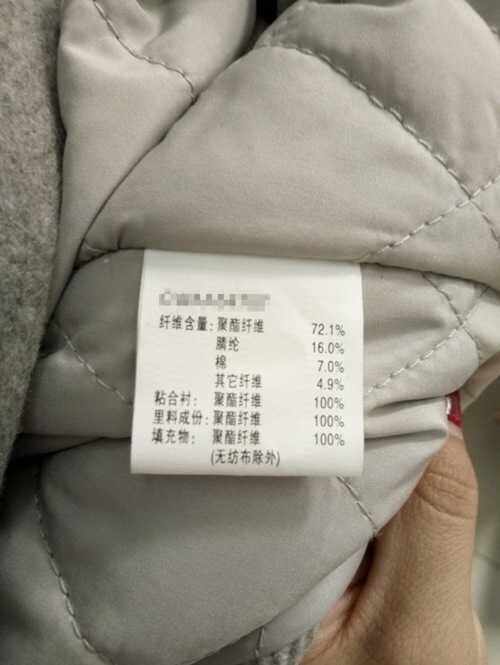 纤维含量:聚酯纤维 72.1%
腈纶 16.0%
棉 7.0%
其它纤维 4.9%
粘合衬: 聚酯纤维 100%
里料成份:聚酯纤维 100%
填充物: 聚酯纤维 100%
(无纺布除外)